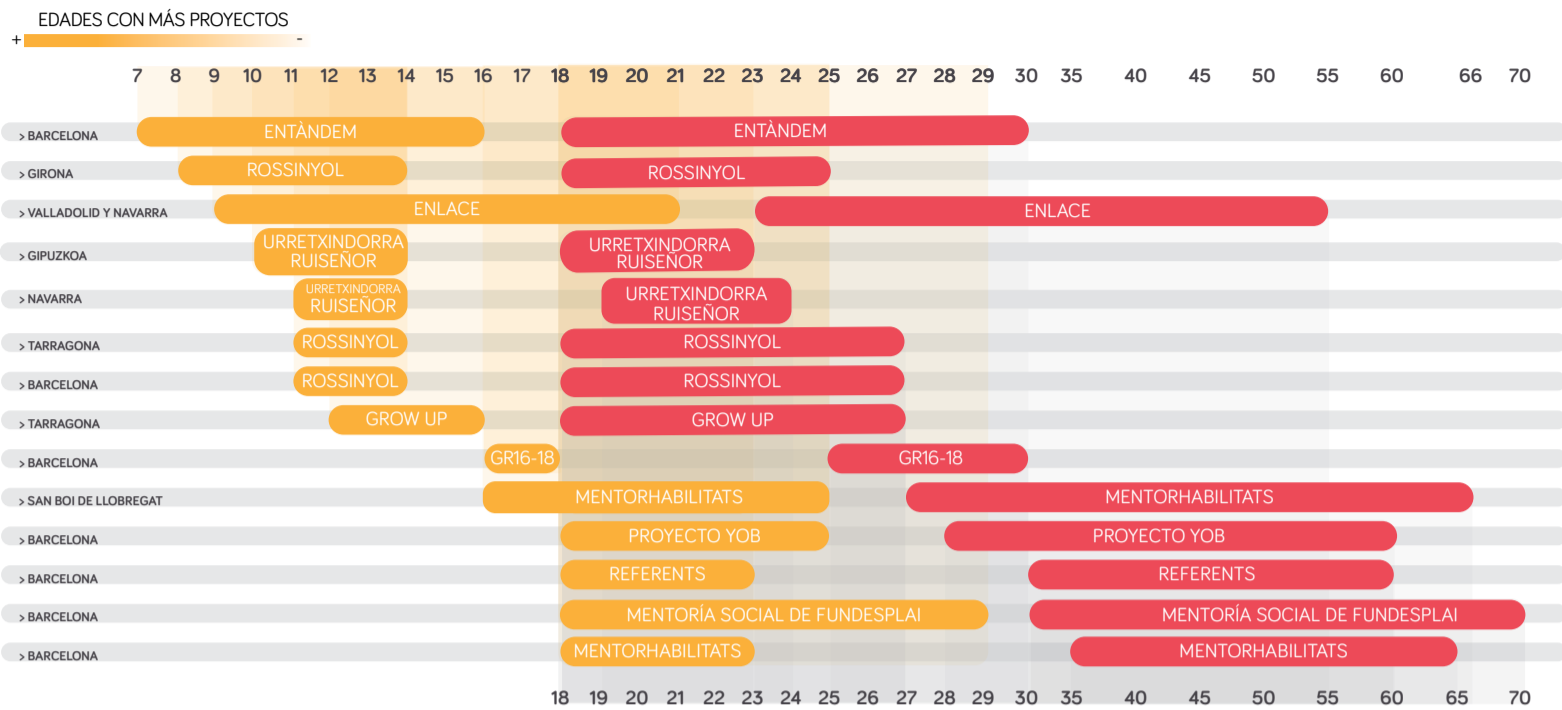 EDADES CON MÁS PROYECTOS
+ -
7 8 9 10 11 12 13 14 15 16 17 18 19 20 21 22 23 24 25 26 27 28 29 30 35 40 45 50 55 60 66 70
> BARCELONA ENTÀNDEM ENTÀNDEM
> GIRONA ROSSINYOL ROSSINYOL
> VALLADOLID Y NAVARRA ENLACE ENLACE
> GIPUZKOA
URRETXINDORRA
RUISEÑOR
URRETXINDORRA
RUISEÑOR
> NAVARRA
URRETXINDORRA
RUISEÑOR
URRETXINDORRA
RUISEÑOR
> TARRAGONA ROSSINYOL ROSSINYOL
> BARCELONA ROSSINYOL ROSSINYOL
> TARRAGONA GROW UP GROW UP
> BARCELONA GR16-18 GR16-18
> SAN BOI DE LLOBREGAT MENTORHABILITATS MENTORHABILITATS
> BARCELONA PROYECTO YOB PROYECTO YOB
> BARCELONA REFERENTS REFERENTS
> BARCELONA MENTORÍA SOCIAL DE FUNDESPLAI MENTORÍA SOCIAL DE FUNDESPLAI
> BARCELONA MENTORHABILITATS MENTORHABILITATS
18 19 20 21 22 23 24 25 26 27 28 29 30 35 40 45 50 55 60 65 70